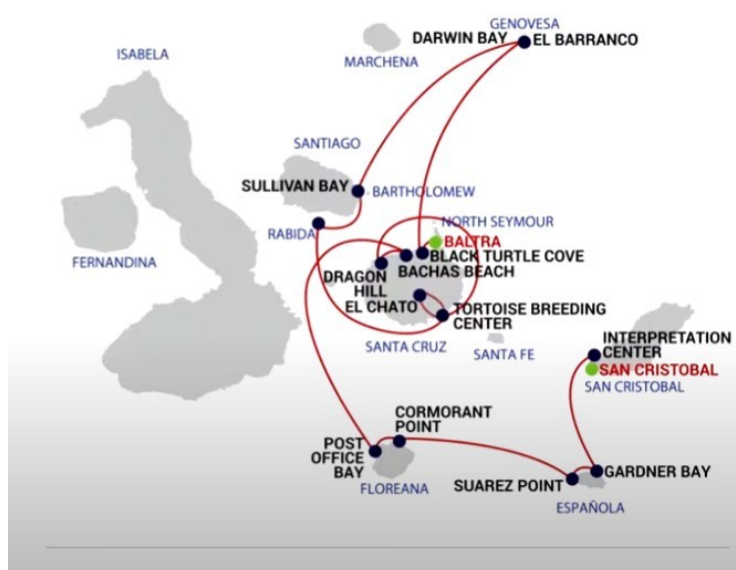 GENOVESA
DARWIN BAY
EL BARRANCO
ISABELA
MARCHENA
SANTIAGO
SULLIVAN BAY
BARTHOLOMEW
RABIDA
NORTH SEYMOUR
BALTRA
BLACK TURTLE COVE
BACHAS BEACH
FERNANDINA
DRAGON
HILL
EL CHATO
TORTOISE BREEDING
CENTER
SANTA CRUZ
SANTA FE
INTERPRETATION
CENTER
SAN CRISTOBAL
SAN CRISTOBAL
CORMORANT
POINT
POST
OFFICE
BAY
FLOREANA
SUAREZ POINT
GARDNER BAY
ESPAÑOLA